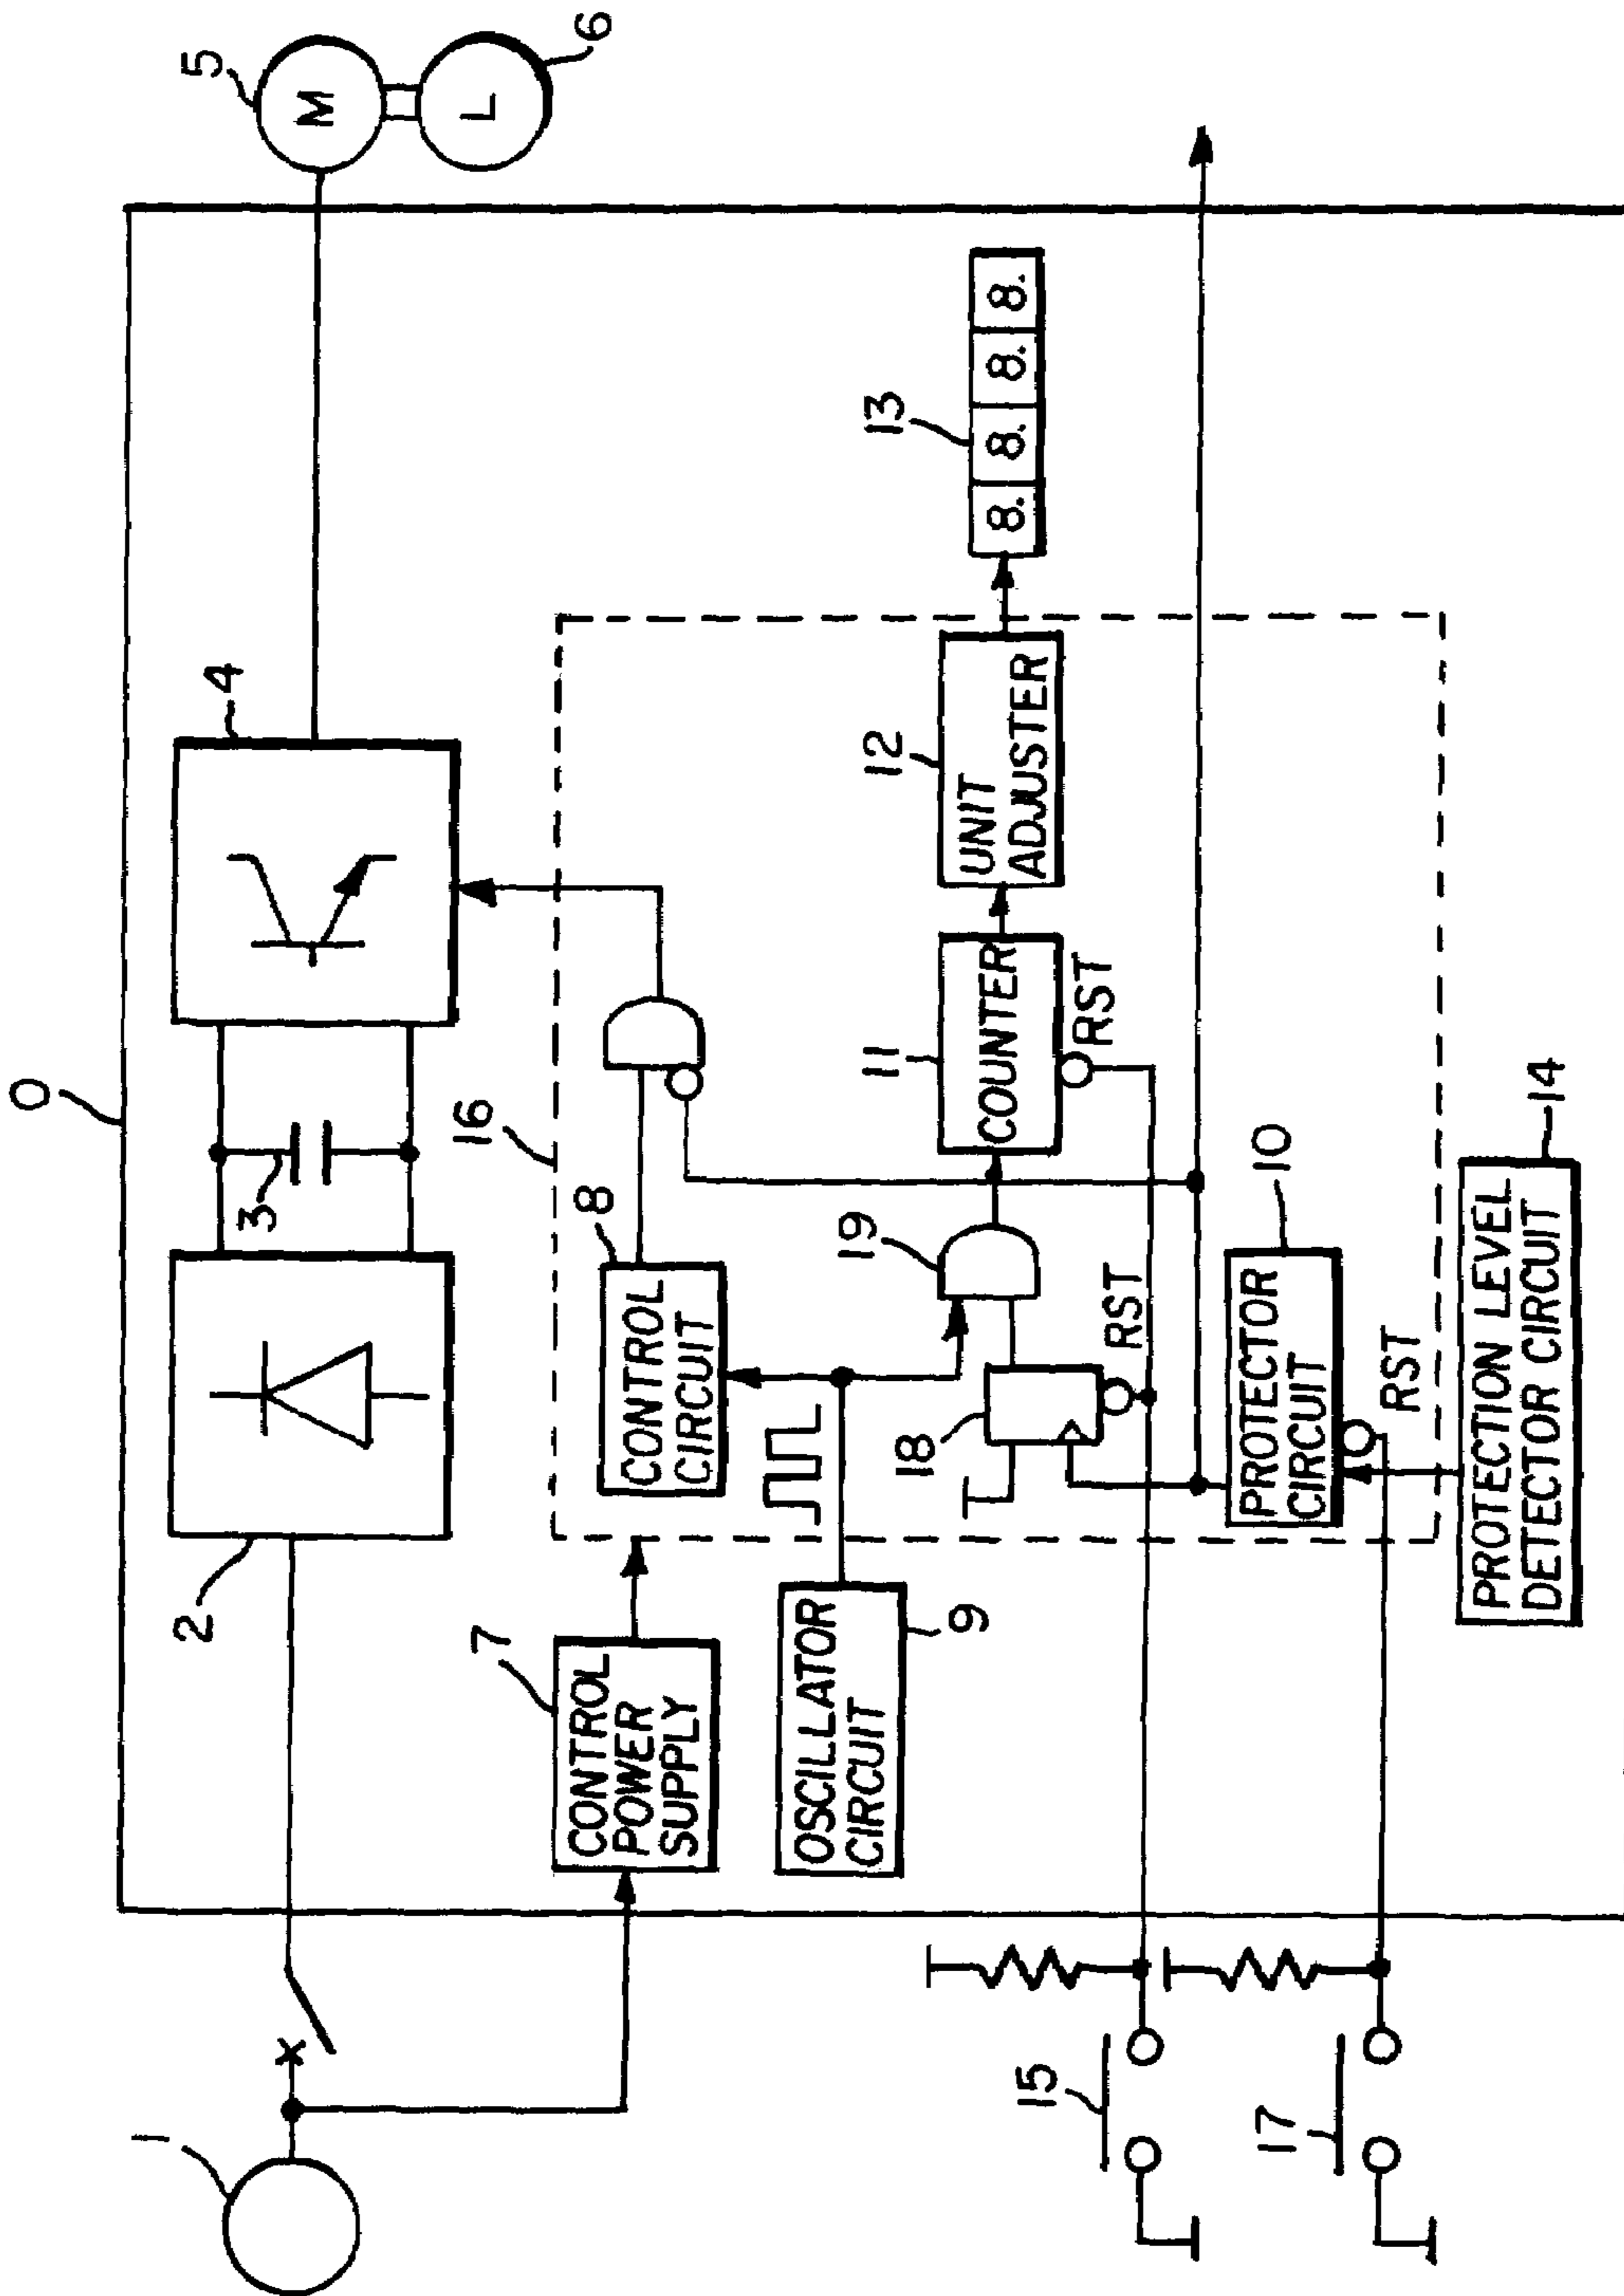 0
1
2
3
4
5
M
L
6
7
CONTROL
POWER
SUPPLY
16
8
CONTROL
CIRCUIT
OSCILLATOR
CIRCUIT
9
18
RST
19
11
COUNTER
RST
12
UNIT
ADJUSTER
13
8. 8. 8. 8.
15
17
10
PROTECTOR
CIRCUIT
RST
14
PROTECTION LEVEL
DETECTOR CIRCUIT